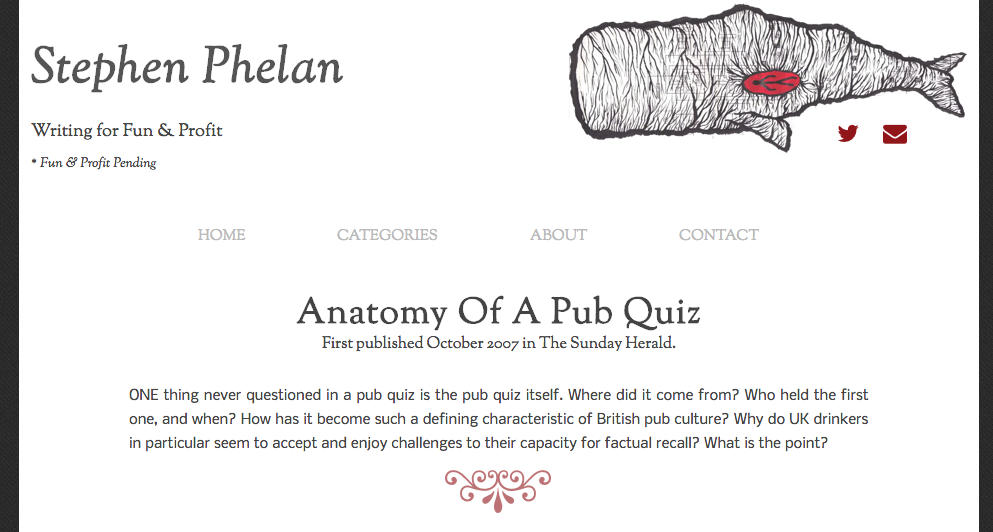 Stephen Phelan
Writing for Fun & Profit
* Fun & Profit Pending
HOME CATEGORIES ABOUT CONTACT
Anatomy Of A Pub Quiz
First published October 2007 in The Sunday Herald.
ONE thing never questioned in a pub quiz is the pub quiz itself. Where did it come from? Who held the first
one, and when? How has it become such a defining characteristic of British pub culture? Why do UK drinkers
in particular seem to accept and enjoy challenges to their capacity for factual recall? What is the point?